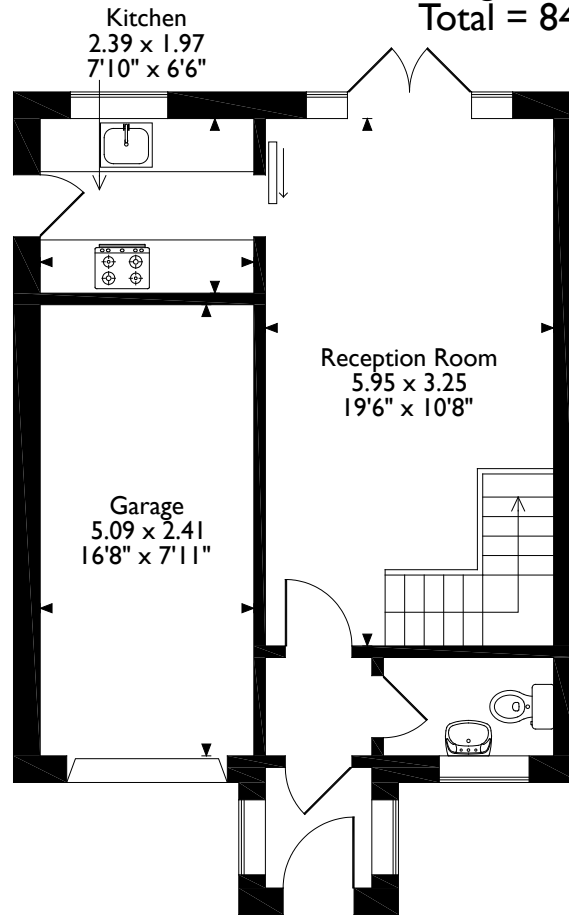 Total = 84
Kitchen
2.39 x 1.97
7'10" x 6'6"
Reception Room
5.95 x 3.25
19'6" x 10'8"
Garage
5.09 x 2.41
16'8" x 7'11"